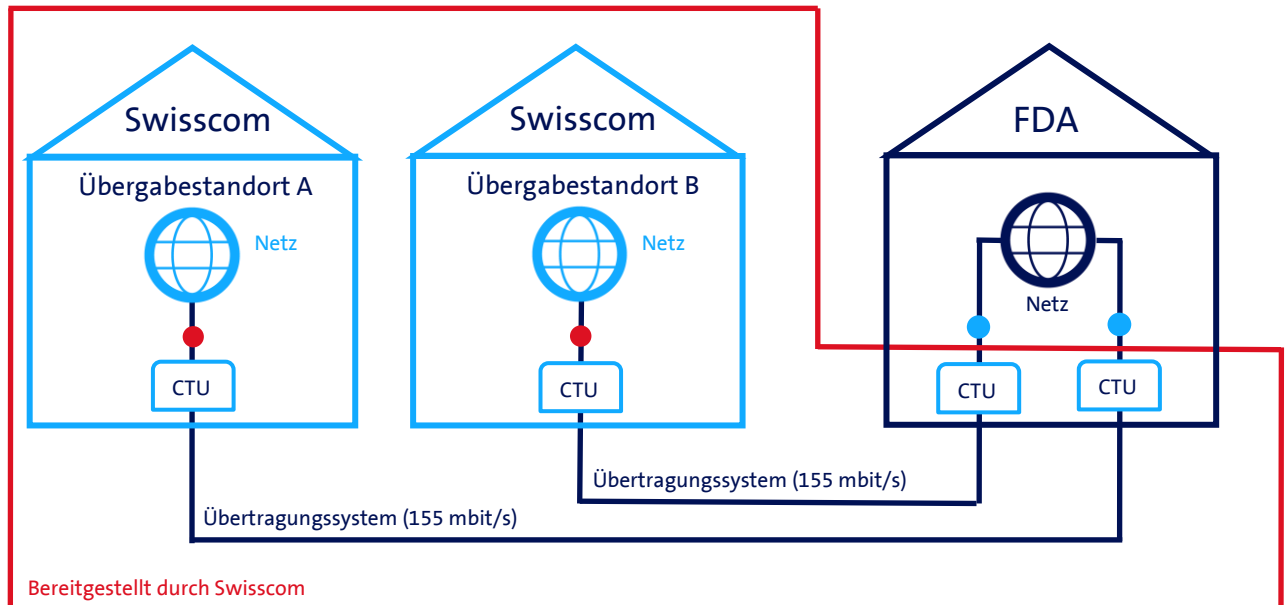 Swisscom
Swisscom
FDA
Übergabestandort A
Übergabestandort B
Netz
Netz
Netz
CTU
CTU
CTU
CTU
Übertragungssystem (155 mbit/s)
Übertragungssystem (155 mbit/s)
Bereitgestellt durch Swisscom